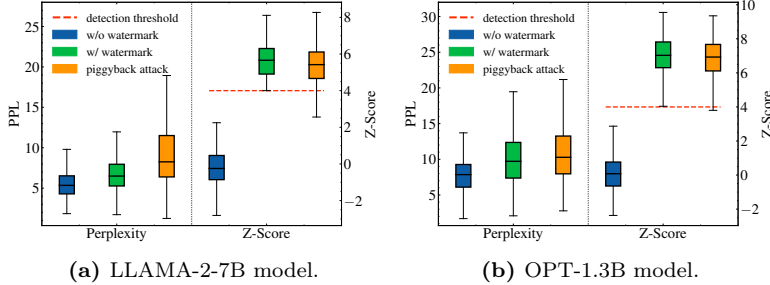 detection threshold
w/o watermark
w/ watermark
piggyback attack
PPL
25
20
15
10
5
8
6
4
2
0
−2
Z-Score
Perplexity
Z-Score
(a) LLAMA-2-7B model.
detection threshold
w/o watermark
w/ watermark
piggyback attack
PPL
30
25
20
15
10
5
0
10
8
6
4
2
0
−2
Z-Score
Perplexity
Z-Score
(b) OPT-1.3B model.